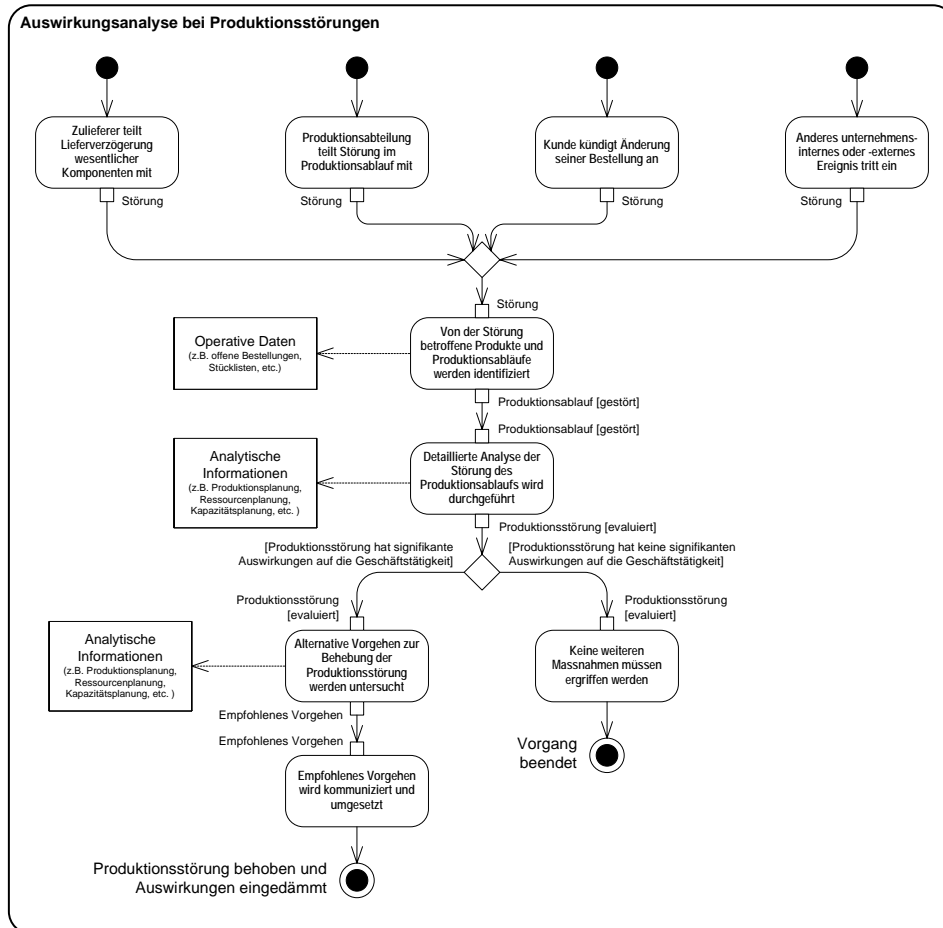 Auswirkungsanalyse bei Produktionsstörungen
Zulieferer teilt
Lieferverzögerung
wesentlicher
Komponenten mit
Produktionsabteilung
teilt Störung im
Produktionsablauf mit
Kunde kündigt Änderung
seiner Bestellung an
Anderes unternehmens-
internes oder -externes
Ereignis tritt ein
Störung
Störung
Störung
Störung
Störung
Operative Daten
(z.B. offene Bestellungen,
Stücklisten, etc.)
Von der Störung
betroffene Produkte und
Produktionsabläufe
werden identifiziert
Produktionsablauf [gestört]
Produktionsablauf [gestört]
Analytische
Informationen
(z.B. Produktionsplanung,
Ressourcenplanung,
Kapazitätsplanung, etc. )
Detaillierte Analyse der
Störung des
Produktionsablaufs wird
durchgeführt
Produktionsstörung [evaluiert]
[Produktionsstörung hat signifikante
Auswirkungen auf die Geschäftstätigkeit]
[Produktionsstörung hat keine signifikanten
Auswirkungen auf die Geschäftstätigkeit]
Produktionsstörung
[evaluiert]
Produktionsstörung
[evaluiert]
Analytische
Informationen
(z.B. Produktionsplanung,
Ressourcenplanung,
Kapazitätsplanung, etc. )
Alternative Vorgehen zur
Behebung der
Produktionsstörung
werden untersucht
Keine weiteren
Massnahmen müssen
ergriffen werden
Empfohlenes Vorgehen
Empfohlenes Vorgehen
Vorgang
beendet
Empfohlenes Vorgehen
wird kommuniziert und
umgesetzt
Produktionsstörung behoben und
Auswirkungen eingedämmt